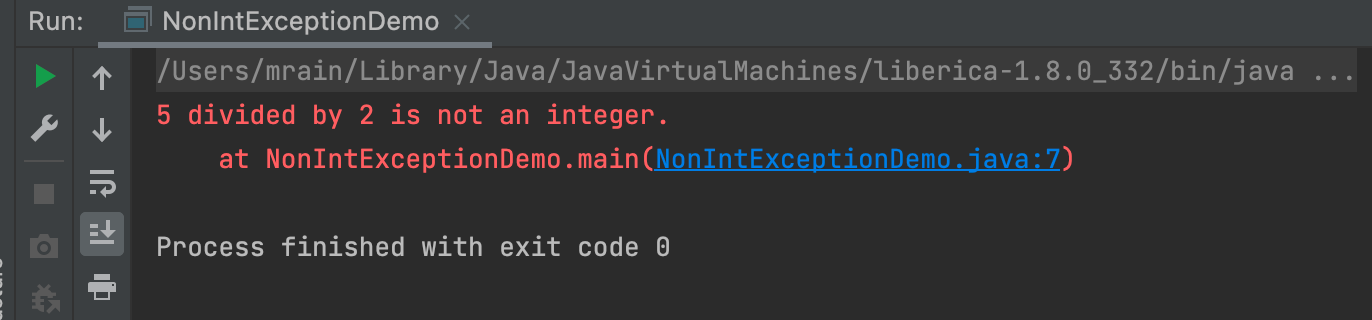 Run: NonIntExceptionDemo
/Users/mrain/Library/Java/JavaVirtualMachines/liberica-1.8.0_332/bin/java ...
5 divided by 2 is not an integer.
    at NonIntExceptionDemo.main(NonIntExceptionDemo.java:7)
Process finished with exit code 0